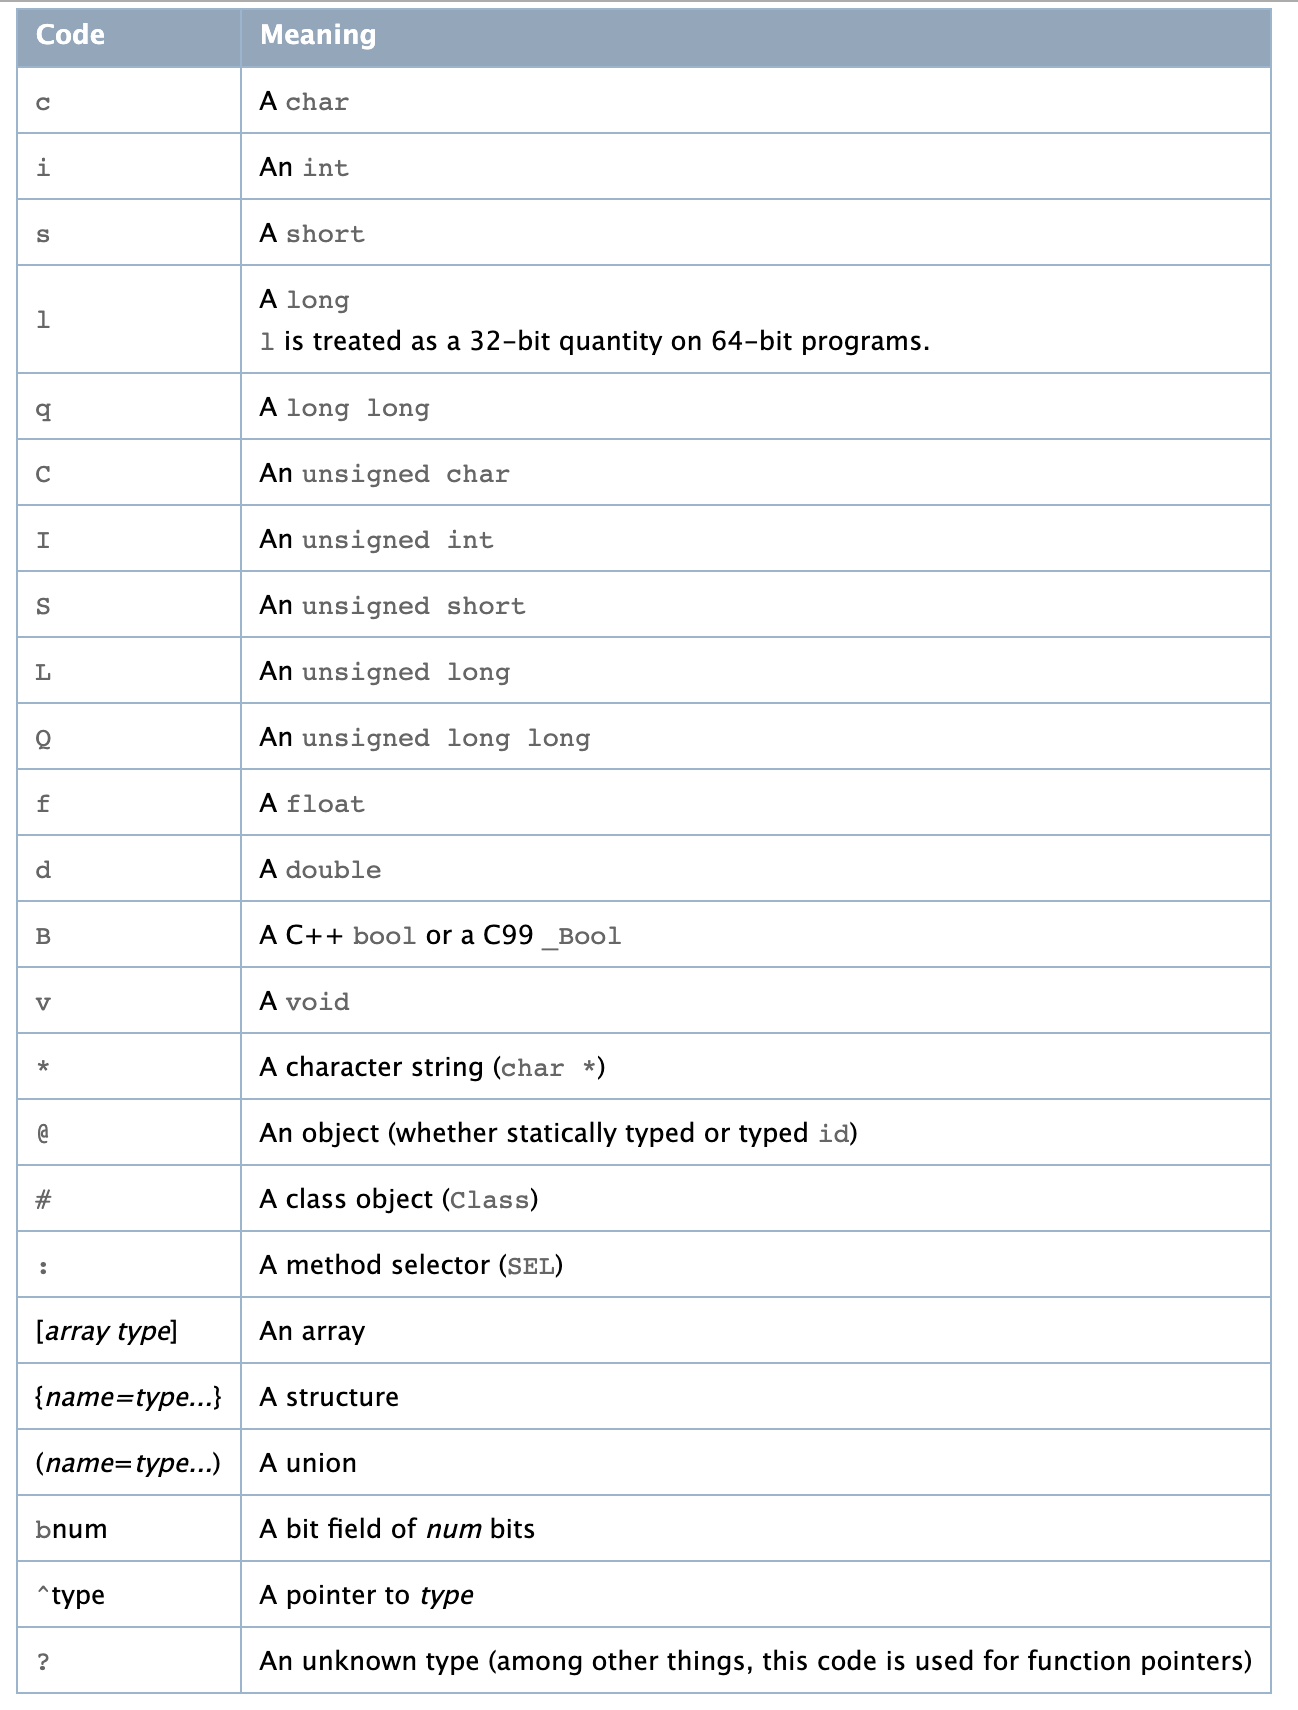 Code Meaning
c A char
i An int
s A short
l A long
l is treated as a 32-bit quantity on 64-bit programs.
q A long long
C An unsigned char
I An unsigned int
S An unsigned short
L An unsigned long
Q An unsigned long long
f A float
d A double
B A C++ bool or a C99 _Bool
v A void
* A character string (char *)
@ An object (whether statically typed or typed id)
# A class object (Class)
: A method selector (SEL)
[array type] An array
{name=type...} A structure
(name=type...) A union
bnum A bit field of num bits
^type A pointer to type
? An unknown type (among other things, this code is used for function pointers)